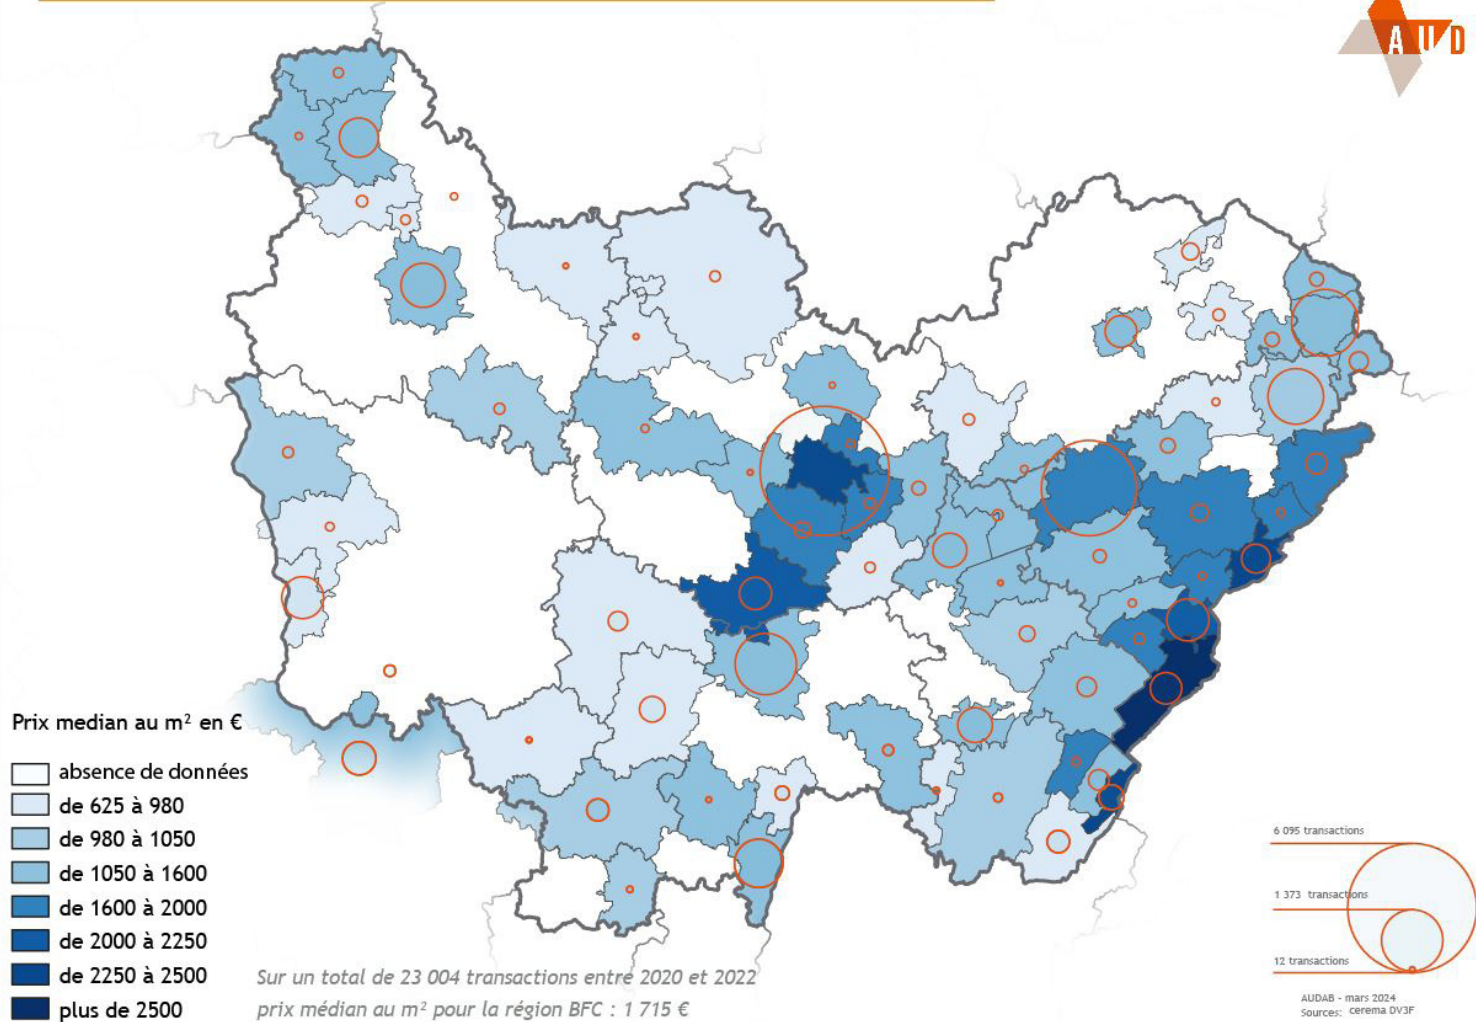 AUD
Prix median au m² en €
absence de données
de 625 à 980
de 980 à 1050
de 1050 à 1600
de 1600 à 2000
de 2000 à 2250
de 2250 à 2500
plus de 2500
Sur un total de 23 004 transactions entre 2020 et 2022
prix médian au m² pour la région BFC : 1 715 €
6 095 transactions
1 373 transactions
12 transactions
AUDAB - mars 2024
Sources: cerema DV3F